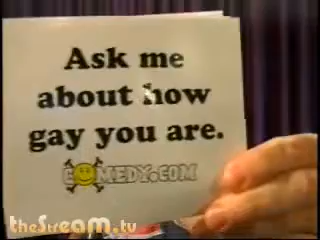 Ask me
about how
gay you are.
COMEDY.COM
theStream.tv